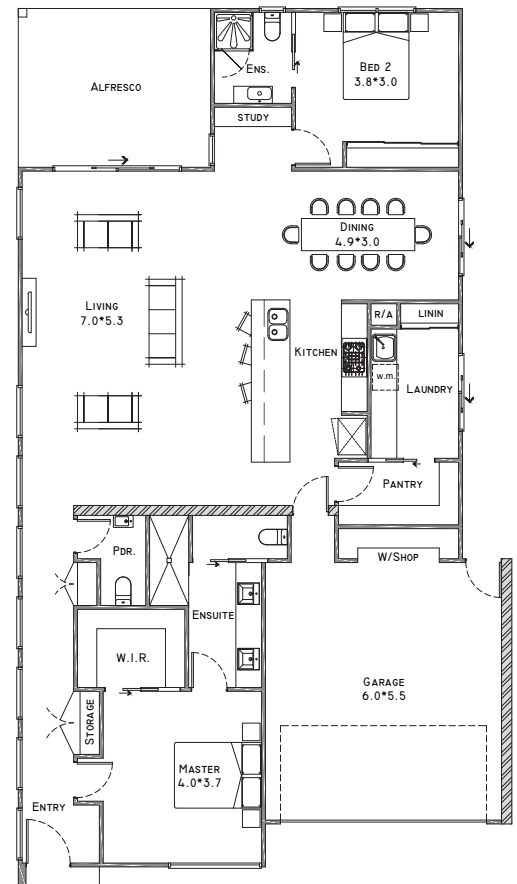 ALFRESCO
ENS.
BED 2
3.8*3.0
STUDY
DINING
4.9*3.0
LIVING
7.0*5.3
R/A
LININ
KITCHEN
W.M.
LAUNDRY
PANTRY
PDR.
W/SHOP
ENSUITE
W.I.R.
GARAGE
6.0*5.5
STORAGE
MASTER
4.0*3.7
ENTRY